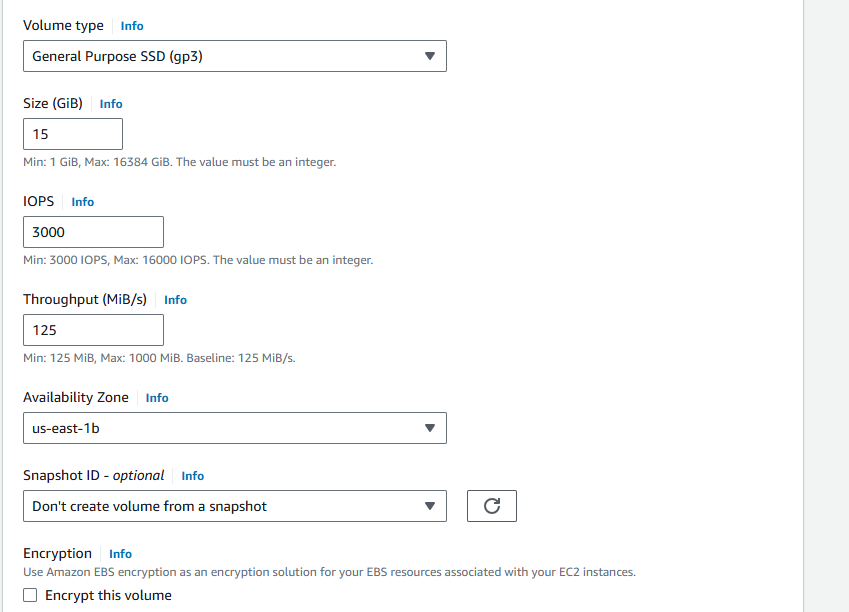 Volume type Info
General Purpose SSD (gp3)
Size (GiB) Info
15
Min: 1 GiB, Max: 16384 GiB. The value must be an integer.
IOPS Info
3000
Min: 3000 IOPS, Max: 16000 IOPS. The value must be an integer.
Throughput (MiB/s) Info
125
Min: 125 MiB, Max: 1000 MiB. Baseline: 125 MiB/s.
Availability Zone Info
us-east-1b
Snapshot ID - optional Info
Don't create volume from a snapshot
Encryption Info
Use Amazon EBS encryption as an encryption solution for your EBS resources associated with your EC2 instances.
Encrypt this volume